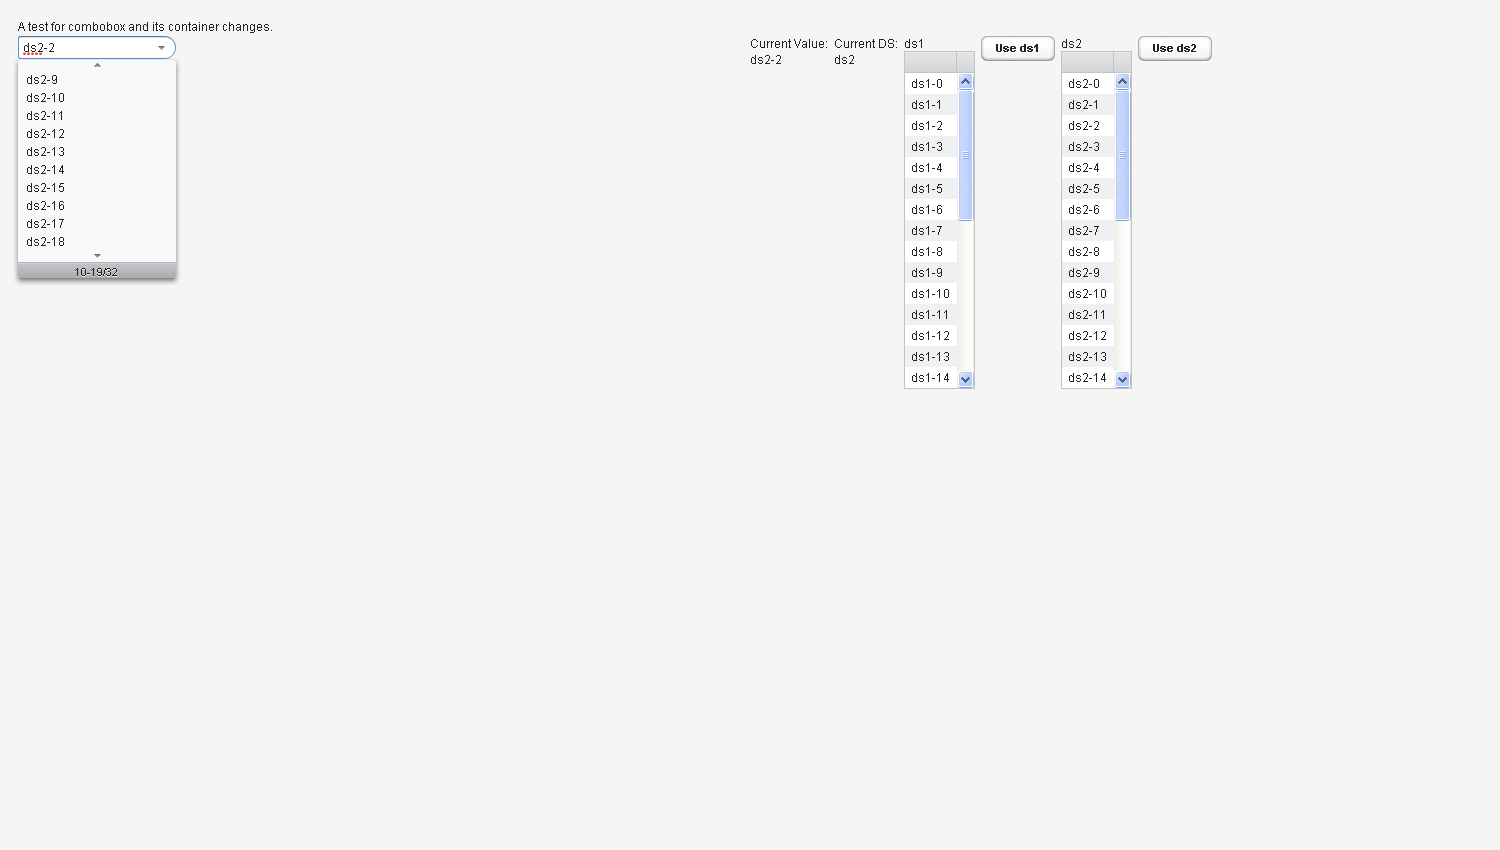 A test for combobox and its container changes.
ds2-2
ds2-9
ds2-10
ds2-11
ds2-12
ds2-13
ds2-14
ds2-15
ds2-16
ds2-17
ds2-18
10-19/32
Current Value:
ds2-2
Current DS:
ds2
ds1
ds1-0
ds1-1
ds1-2
ds1-3
ds1-4
ds1-5
ds1-6
ds1-7
ds1-8
ds1-9
ds1-10
ds1-11
ds1-12
ds1-13
ds1-14
Use ds1
ds2
ds2-0
ds2-1
ds2-2
ds2-3
ds2-4
ds2-5
ds2-6
ds2-7
ds2-8
ds2-9
ds2-10
ds2-11
ds2-12
ds2-13
ds2-14
Use ds2